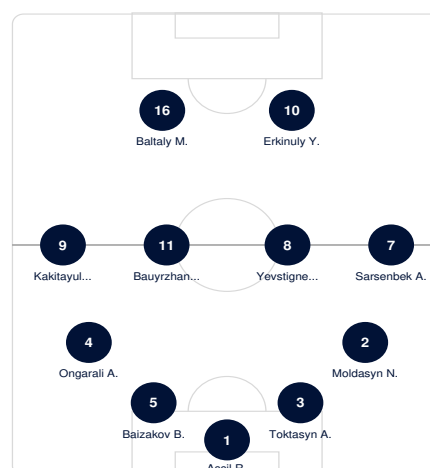 16
10
Baltaly M.
Erkinuly Y.
9
11
8
7
Kakitayul...
Bauyrzhan...
Yevstigne...
Sarsenbek A.
4
2
Ongarali A.
Moldasyn N.
5
3
Baizakov B.
Toktasyn A.
1